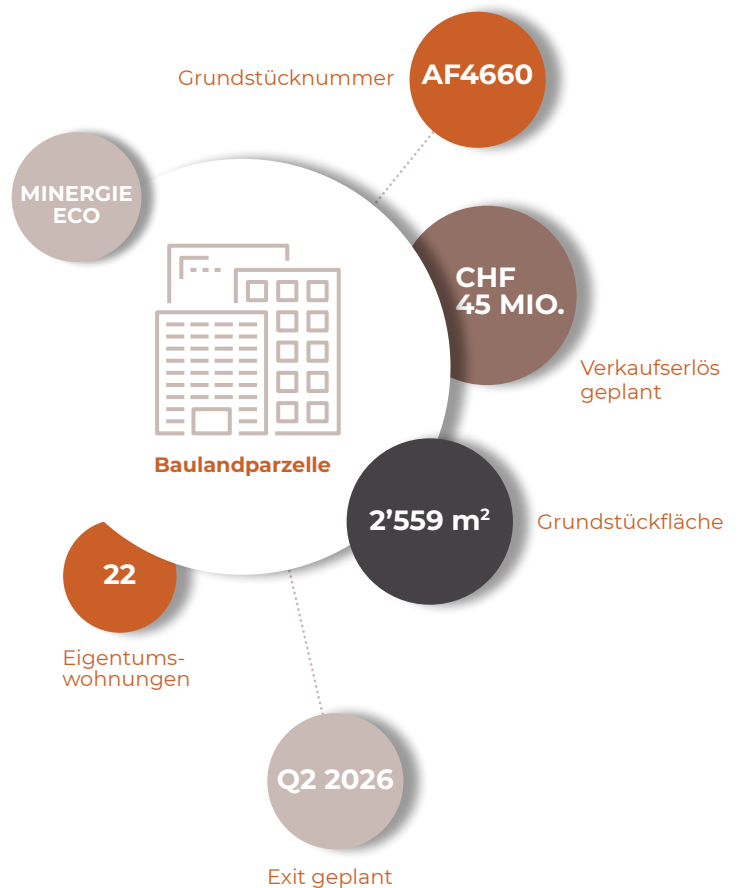 Grundstücknummer
AF4660
MINERGIE
ECO
CHF
45 MIO.
Verkaufserlös
geplant
Baulandparzelle
2’559 m²
Grundstückfläche
22
Eigentums-
wohnungen
Q2 2026
Exit geplant